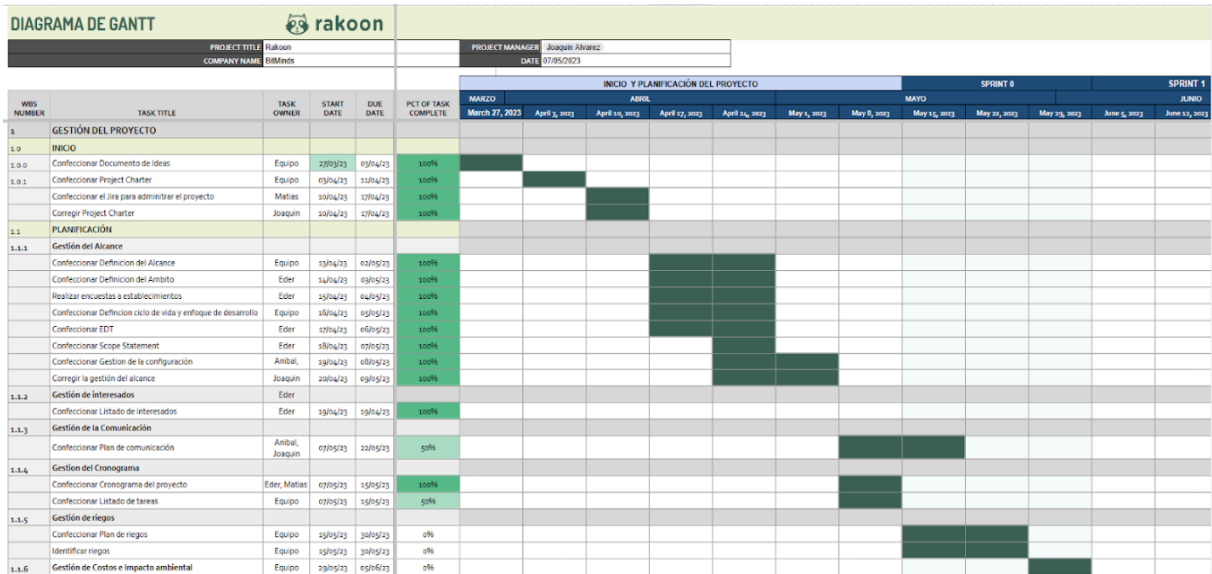 DIAGRAMA DE GANTT rakoon
PROJECT TITLE Rakoon PROJECT MANAGER Joaquin Alvarez
COMPANY NAME BitMinds DATE 07/05/2023
INICIO Y PLANIFICACIÓN DEL PROYECTO SPRINT 0 SPRINT 1
WBS NUMBER TASK TITLE TASK OWNER START DATE DUE DATE PCT OF TASK COMPLETE MARZO ABRIL MAYO JUNIO
March 27, 2023 April 3, 2023 April 10, 2023 April 17, 2023 April 24, 2023 May 1, 2023 May 8, 2023 May 15, 2023 May 22, 2023 May 29, 2023 June 5, 2023 June 12, 2023
1 GESTIÓN DEL PROYECTO
1.0 INICIO
1.0.0 Confeccionar Documento de Ideas Equipo 27/03/23 03/04/23 100%
1.0.1 Confeccionar Project Charter Equipo 03/04/23 11/04/23 100%
Confeccionar el Jira para adminitrar el proyecto Matias 10/04/23 17/04/23 100%
Corregir Project Charter Joaquin 10/04/23 17/04/23 100%
1.1 PLANIFICACIÓN
1.1.1 Gestión del Alcance
Confeccionar Definicion del Alcance Equipo 13/04/23 02/05/23 100%
Confeccionar Definicion del Ambito Eder 14/04/23 03/05/23 100%
Realizar encuestas a establecimientos Eder 15/04/23 04/05/23 100%
Confeccionar Defincion ciclo de vida y enfoque de desarrollo Equipo 16/04/23 05/05/23 100%
Confeccionar EDT Eder 17/04/23 06/05/23 100%
Confeccionar Scope Statement Eder 18/04/23 07/05/23 100%
Confeccionar Gestion de la configuración Anibal, 19/04/23 08/05/23 100%
Corregir la gestión del alcance Joaquin 20/04/23 09/05/23 100%
1.1.2 Gestión de interesados Eder
Confeccionar Listado de interesados Eder 19/04/23 19/04/23 100%
1.1.3 Gestión de la Comunicación
Confeccionar Plan de comunicación Anibal, Joaquin 07/05/23 22/05/23 50%
1.1.4 Gestion del Cronograma
Confeccionar Cronograma del proyecto Eder, Matias 07/05/23 15/05/23 100%
Confeccionar Listado de tareas Equipo 07/05/23 15/05/23 50%
1.1.5 Gestión de riegos
Confeccionar Plan de riegos Equipo 15/05/23 30/05/23 0%
Identificar riegos Equipo 15/05/23 30/05/23 0%
1.1.6 Gestión de Costos e Impacto ambiental Equipo 29/05/23 05/06/23 0%